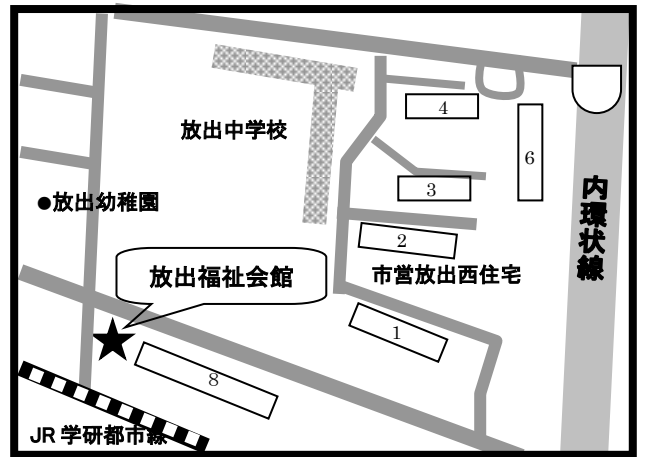 放出中学校
4
6
3
●放出幼稚園
内環状線
2
放出福祉会館
市営放出西住宅
1
8
JR 学研都市線